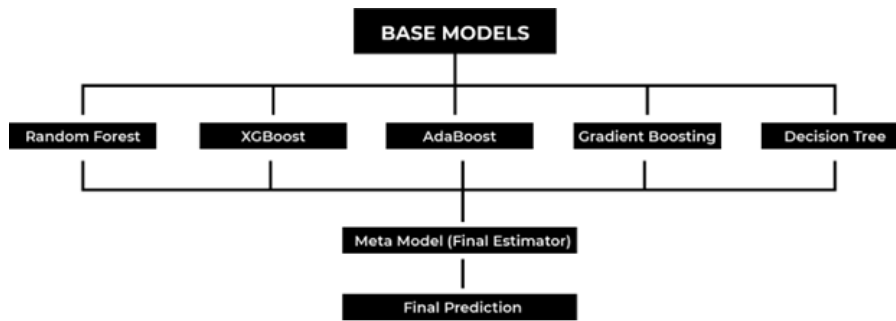 BASE MODELS
Random Forest
XGBoost
AdaBoost
Gradient Boosting
Decision Tree
Meta Model (Final Estimator)
Final Prediction